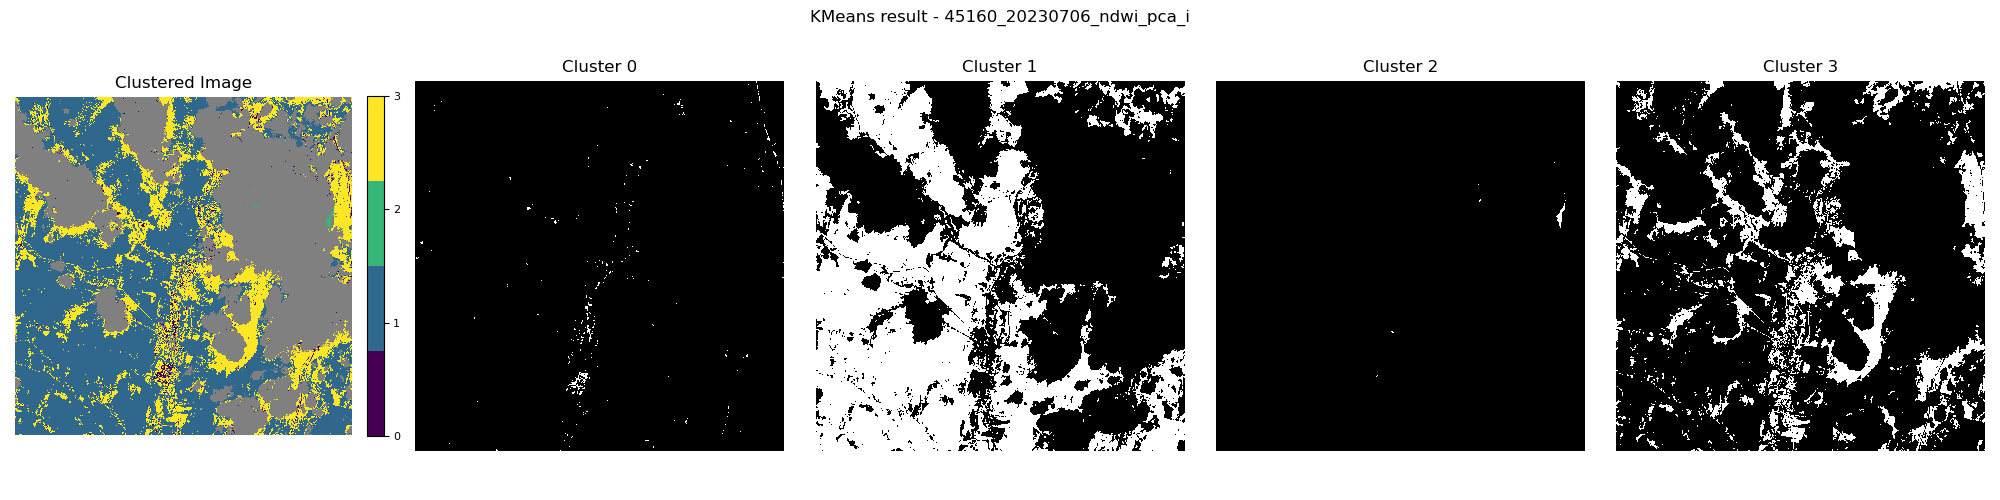 KMeans result - 45160_20230706_ndwi_pca_i
Clustered Image
Cluster 0
Cluster 1
Cluster 2
Cluster 3
3
2
1
0